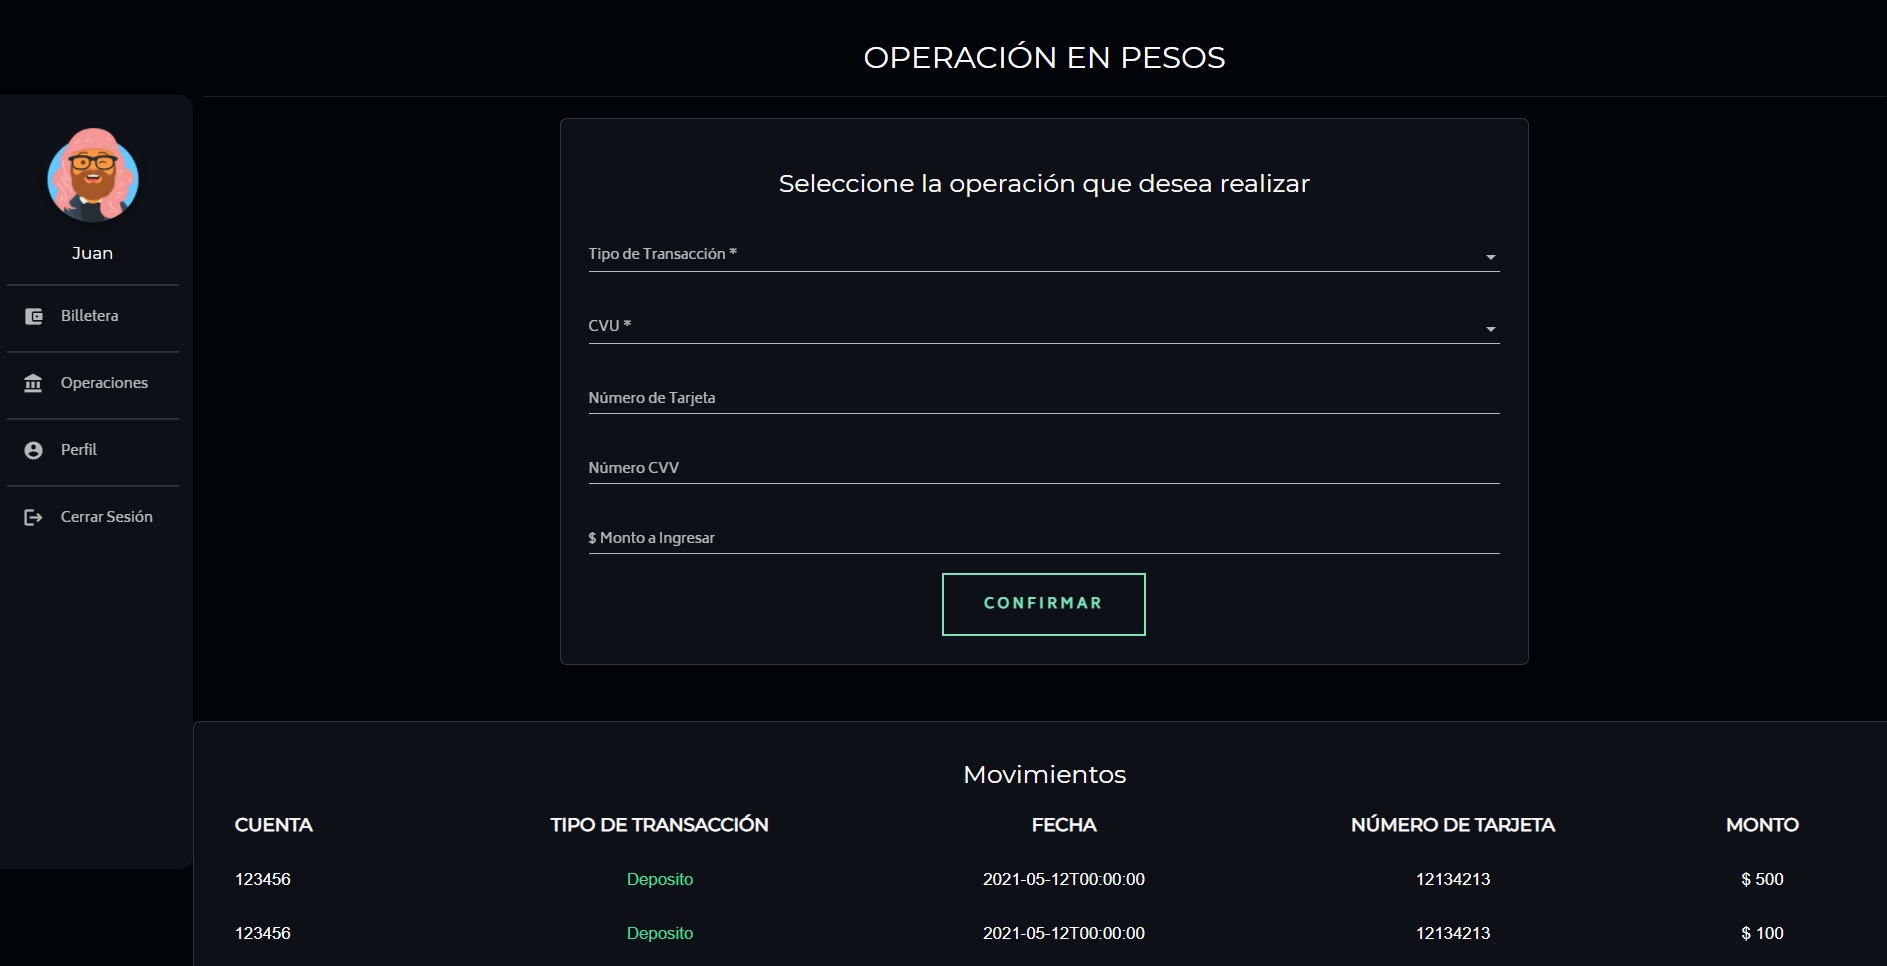 OPERACIÓN EN PESOS
Juan
Billetera
Operaciones
Perfil
Cerrar Sesión
Seleccione la operación que desea realizar
Tipo de Transacción *
CVU *
Número de Tarjeta
Número CVV
$ Monto a Ingresar
CONFIRMAR
Movimientos
CUENTA TIPO DE TRANSACCIÓN FECHA NÚMERO DE TARJETA MONTO
123456 Deposito 2021-05-12T00:00:00 12134213 $ 500
123456 Deposito 2021-05-12T00:00:00 12134213 $ 100